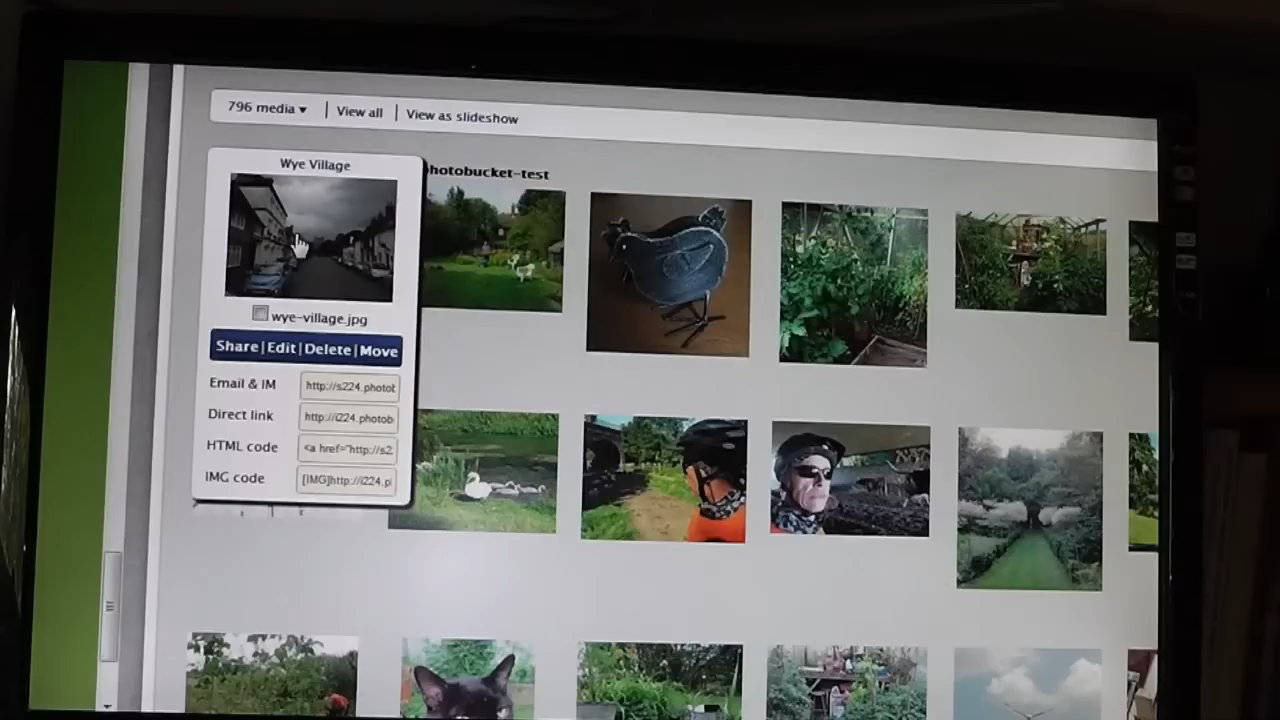 796 media ▾ | View all | View as slideshow
Wye Village
hotobucket-test
wye-village.jpg
Share|Edit|Delete|Move
Email & IM http://s224.photob
Direct link http://i224.photob
HTML code <a href="http://s2
IMG code [IMG]http://i224.p